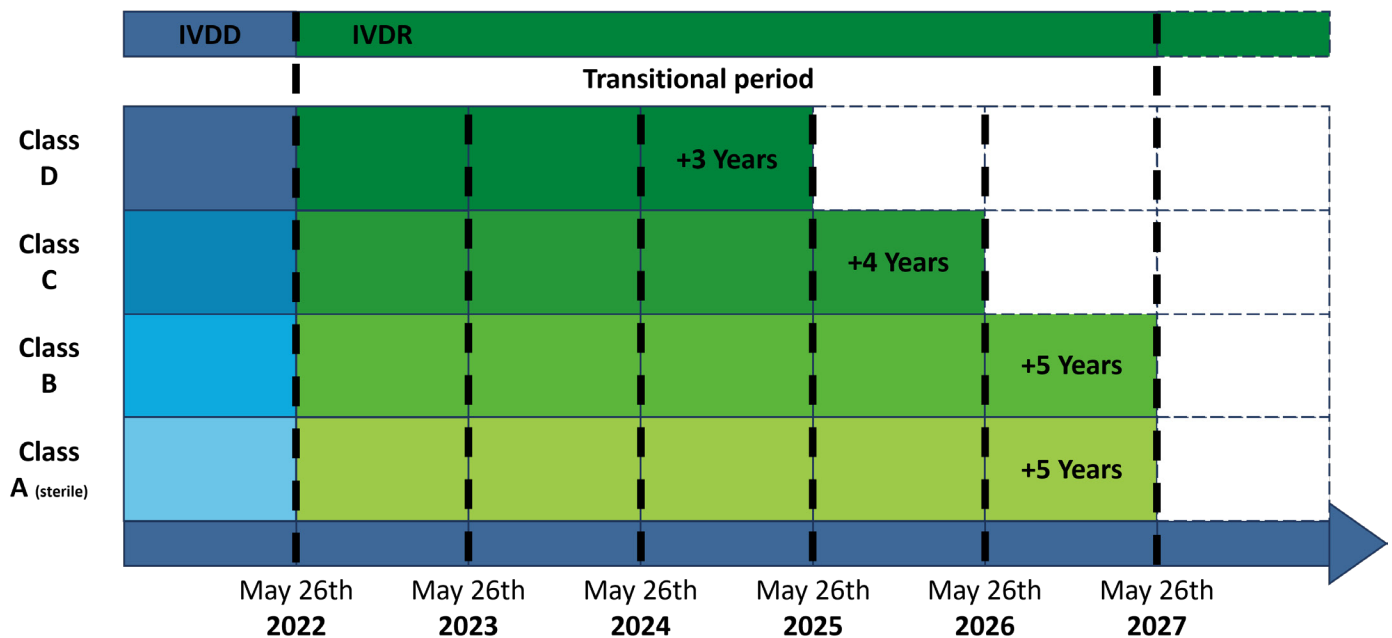 IVDD
IVDR
Transitional period
Class
D
+3 Years
Class
C
+4 Years
Class
B
+5 Years
Class
A (sterile)
+5 Years
May 26th
2022
May 26th
2023
May 26th
2024
May 26th
2025
May 26th
2026
May 26th
2027